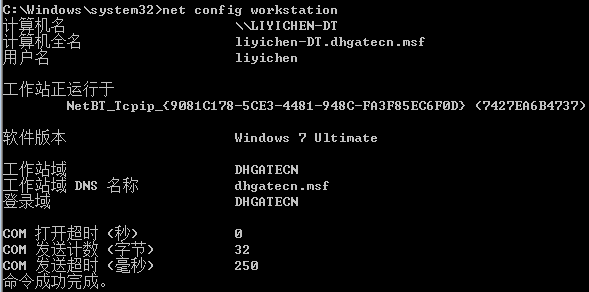 C:\Windows\system32>net config workstation
计算机名 \\LIYICHEN-DT
计算机全名 liyichen-DT.dhgatecn.msf
用户名 liyichen
工作站正运行于
NetBT_Tcpip_{9081C178-5CE3-4481-948C-FA3F85EC6F0D} (7427EA6B4737)
软件版本 Windows 7 Ultimate
工作站域 DHGATECN
工作站域 DNS 名称 dhgatecn.msf
登录域 DHGATECN
COM 打开超时 (秒) 0
COM 发送计数 (字节) 32
COM 发送超时 (毫秒) 250
命令成功完成。